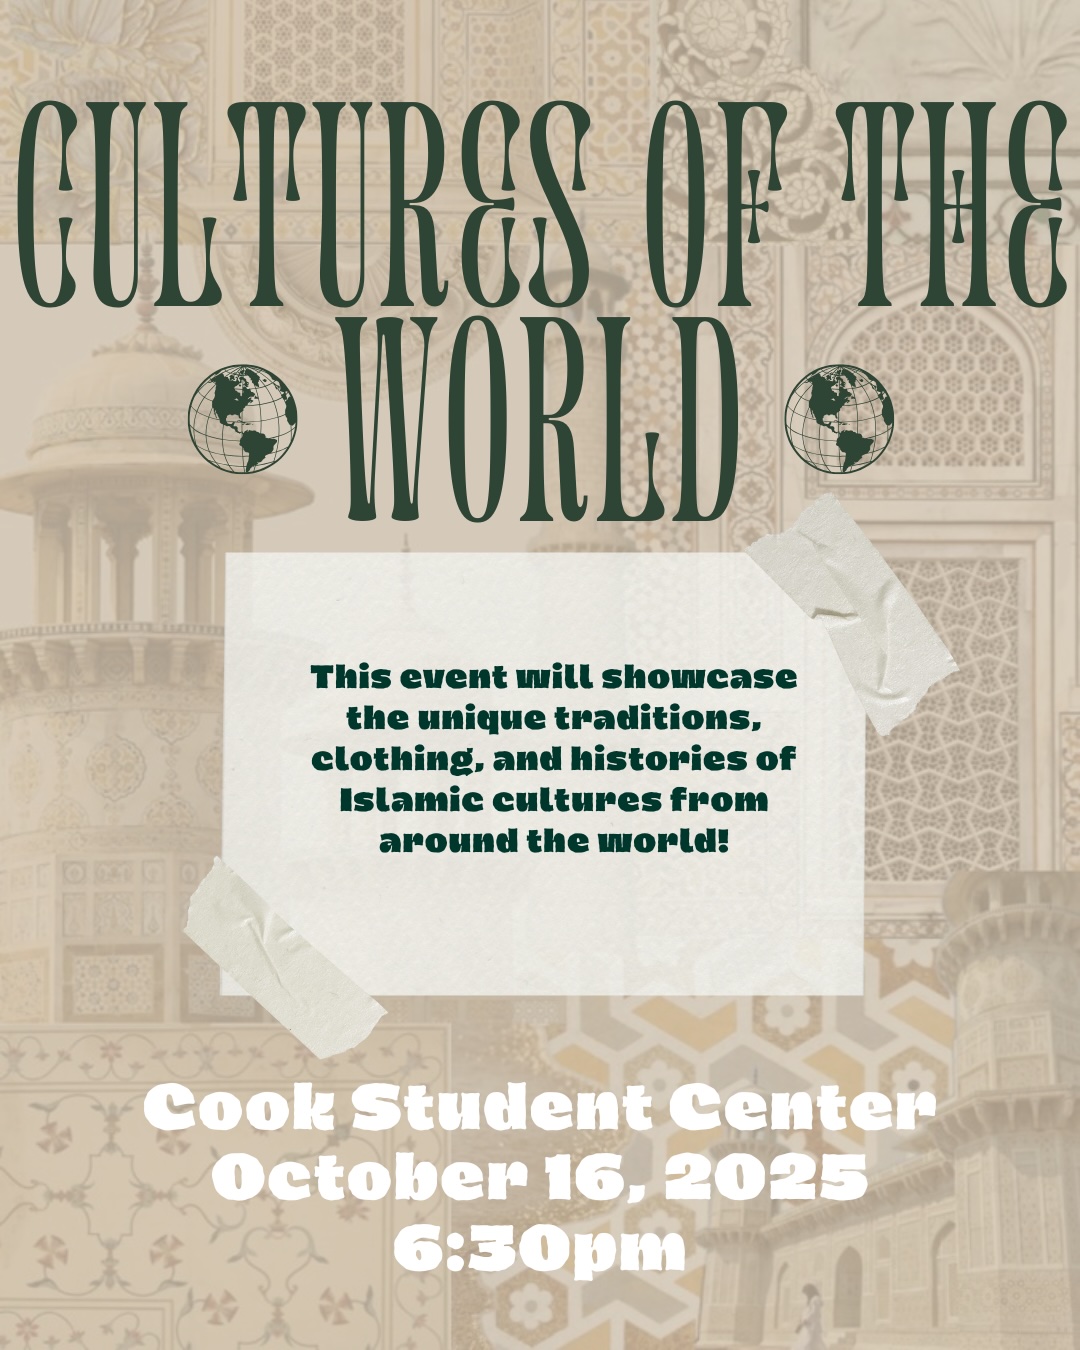 CULTURES OF THE
WORLD
This event will showcase
the unique traditions,
clothing, and histories of
Islamic cultures from
around the world!
Cook Student Center
October 16, 2025
6:30pm